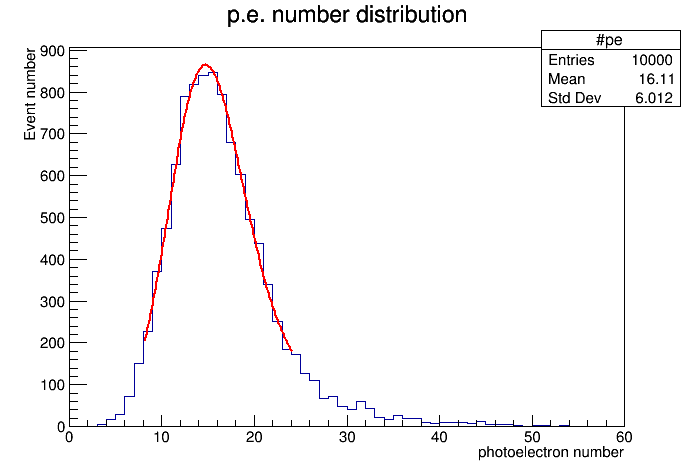 p.e. number distribution
#pe
Entries 10000
Mean 16.11
Std Dev 6.012
Event number
900
800
700
600
500
400
300
200
100
0
0 10 20 30 40 50 60
photoelectron number